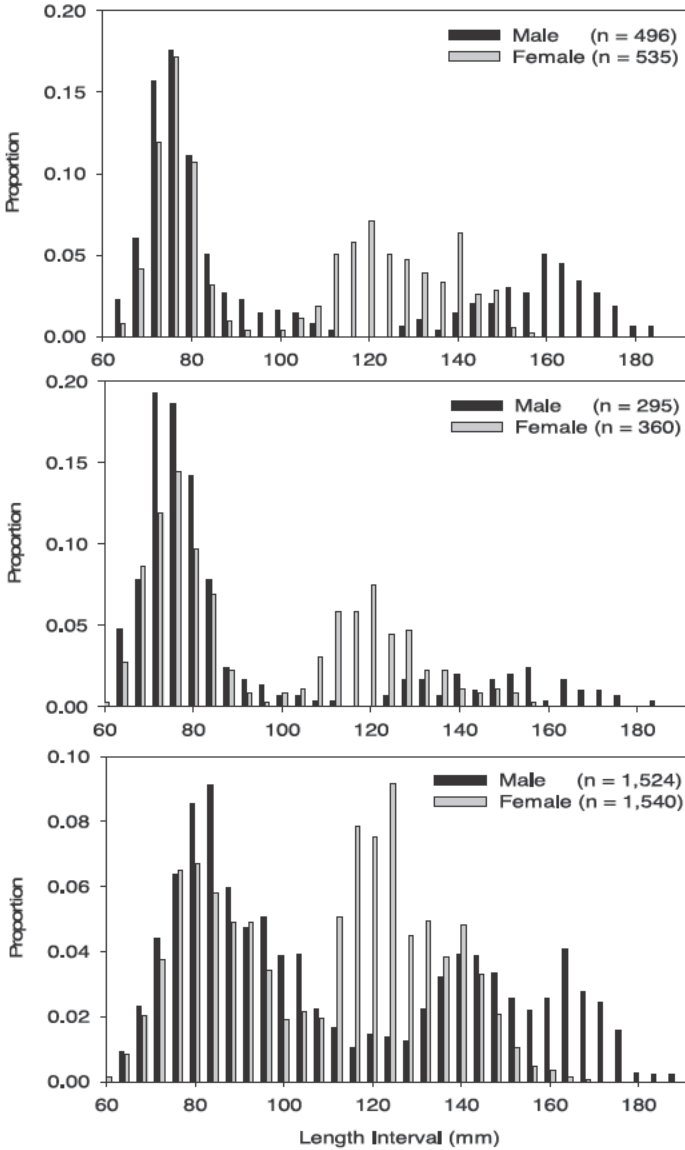 0.20
Male (n = 496)
Female (n = 535)
0.15
0.10
0.05
0.00
Proportion
60 80 100 120 140 160 180
0.20
Male (n = 295)
Female (n = 360)
0.15
0.10
0.05
0.00
Proportion
60 80 100 120 140 160 180
0.10
Male (n = 1,524)
Female (n = 1,540)
0.08
0.06
0.04
0.02
0.00
Proportion
60 80 100 120 140 160 180
Length Interval (mm)